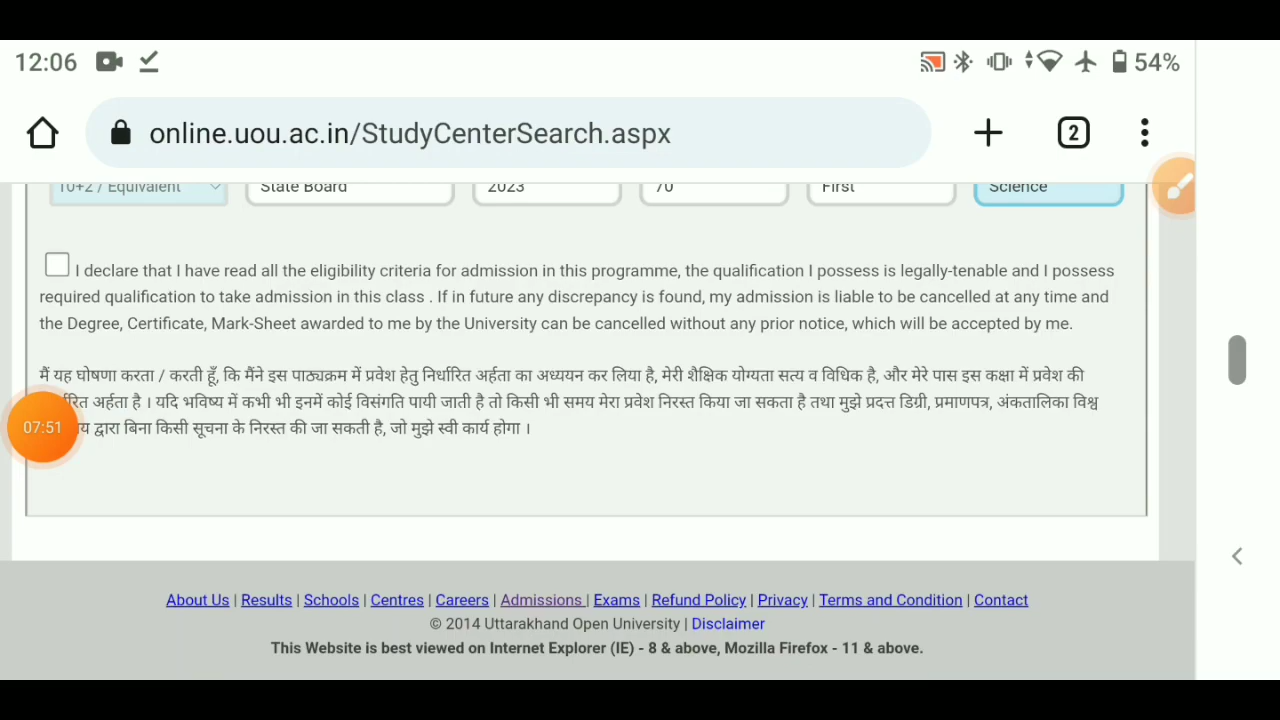 12:06 54%
online.uou.ac.in/StudyCenterSearch.aspx 2
10+2 / Equivalent State Board 2023 70 First Science
I declare that I have read all the eligibility criteria for admission in this programme, the qualification I possess is legally-tenable and I possess
required qualification to take admission in this class . If in future any discrepancy is found, my admission is liable to be cancelled at any time and
the Degree, Certificate, Mark-Sheet awarded to me by the University can be cancelled without any prior notice, which will be accepted by me.
मैं यह घोषणा करता / करती हूँ, कि मैंने इस पाठ्यक्रम में प्रवेश हेतु निर्धारित अर्हता का अध्ययन कर लिया है, मेरी शैक्षिक योग्यता सत्य व विधिक है, और मेरे पास इस कक्षा में प्रवेश की
अर्हता है । यदि भविष्य में कभी भी इनमें कोई विसंगति पायी जाती है तो किसी भी समय मेरा प्रवेश निरस्त किया जा सकता है तथा मुझे प्रदत्त डिग्री, प्रमाणपत्र, अंकतालिका विश्व
07:51 द्वारा बिना किसी सूचना के निरस्त की जा सकती है, जो मुझे स्वी कार्य होगा ।
About Us | Results | Schools | Centres | Careers | Admissions | Exams | Refund Policy | Privacy | Terms and Condition | Contact
© 2014 Uttarakhand Open University | Disclaimer
This Website is best viewed on Internet Explorer (IE) - 8 & above, Mozilla Firefox - 11 & above.